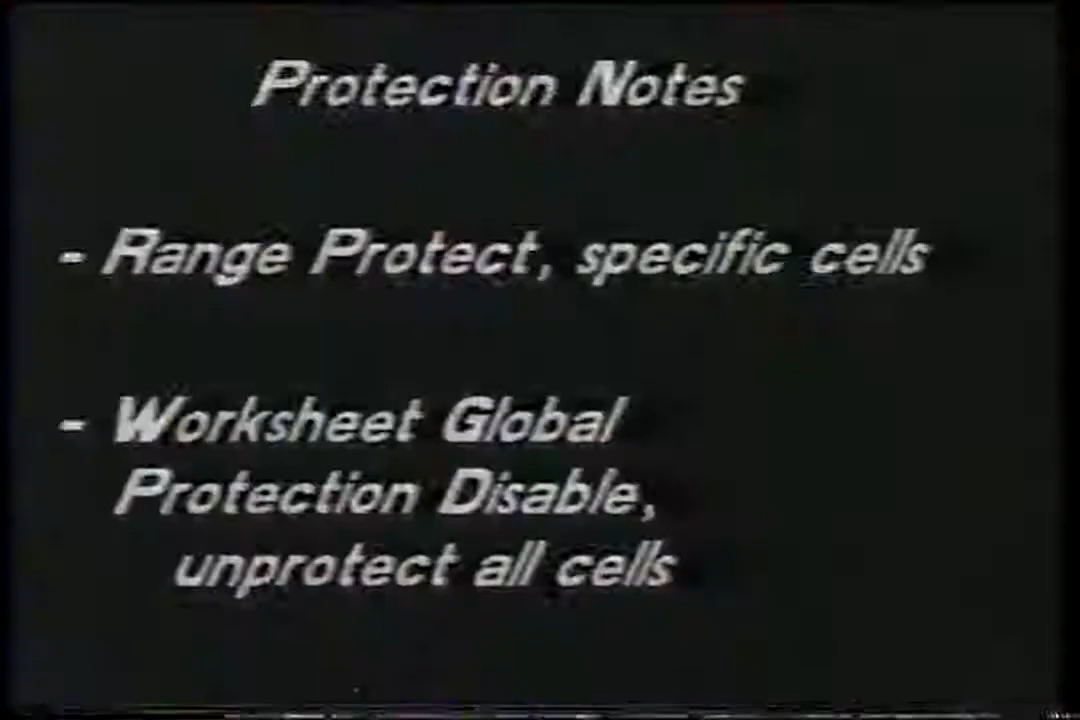 Protection Notes
- Range Protect, specific cells
- Worksheet Global
Protection Disable,
unprotect all cells